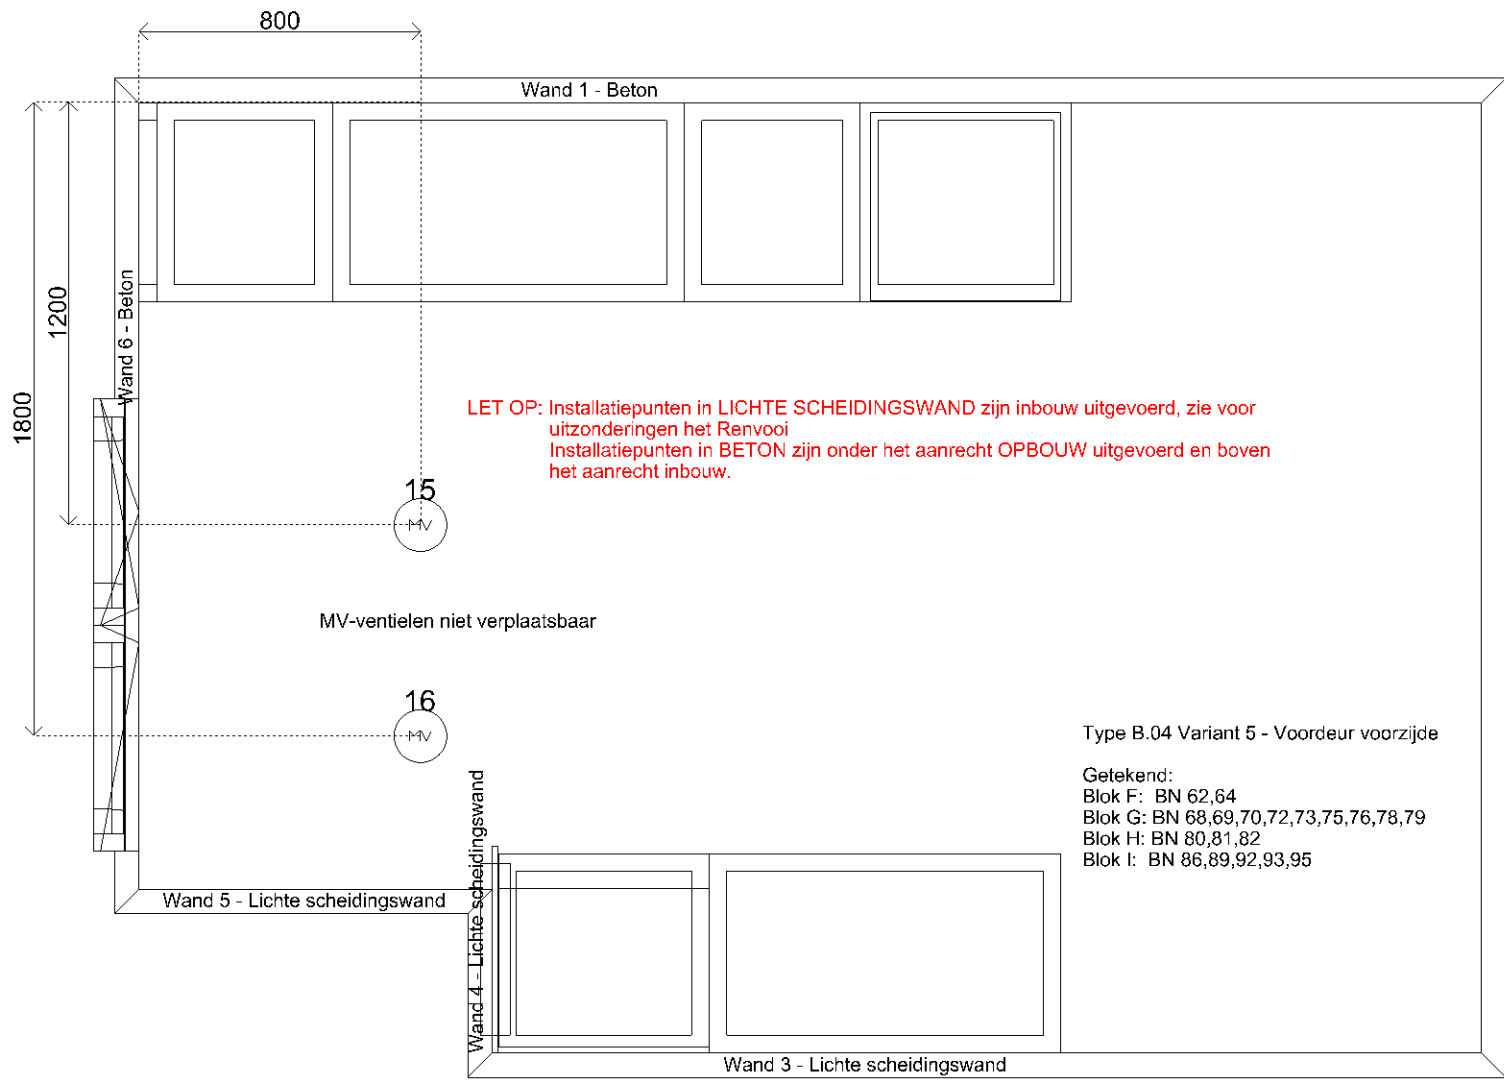 800
Wand 1 - Beton
Wand 6 - Beton
1200
1800
LET OP: Installatiepunten in LICHTE SCHEIDINGSWAND zijn inbouw uitgevoerd, zie voor
uitzonderingen het Renvooi
Installatiepunten in BETON zijn onder het aanrecht OPBOUW uitgevoerd en boven
het aanrecht inbouw.
15
MV
MV-ventielen niet verplaatsbaar
16
MV
Type B.04 Variant 5 - Voordeur voorzijde
Getekend:
Blok F: BN 62,64
Blok G: BN 68,69,70,72,73,75,76,78,79
Blok H: BN 80,81,82
Blok I: BN 86,89,92,93,95
Wand 5 - Lichte scheidingswand
Wand 4 - Lichte scheidingswand
Wand 3 - Lichte scheidingswand